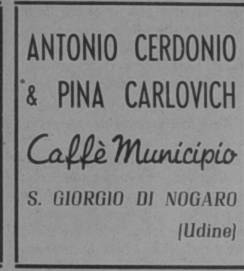 ANTONIO CERDONIO
& PINA CARLOVICH
Caffè Municipio
S. GIORGIO DI NOGARO
(Udine)